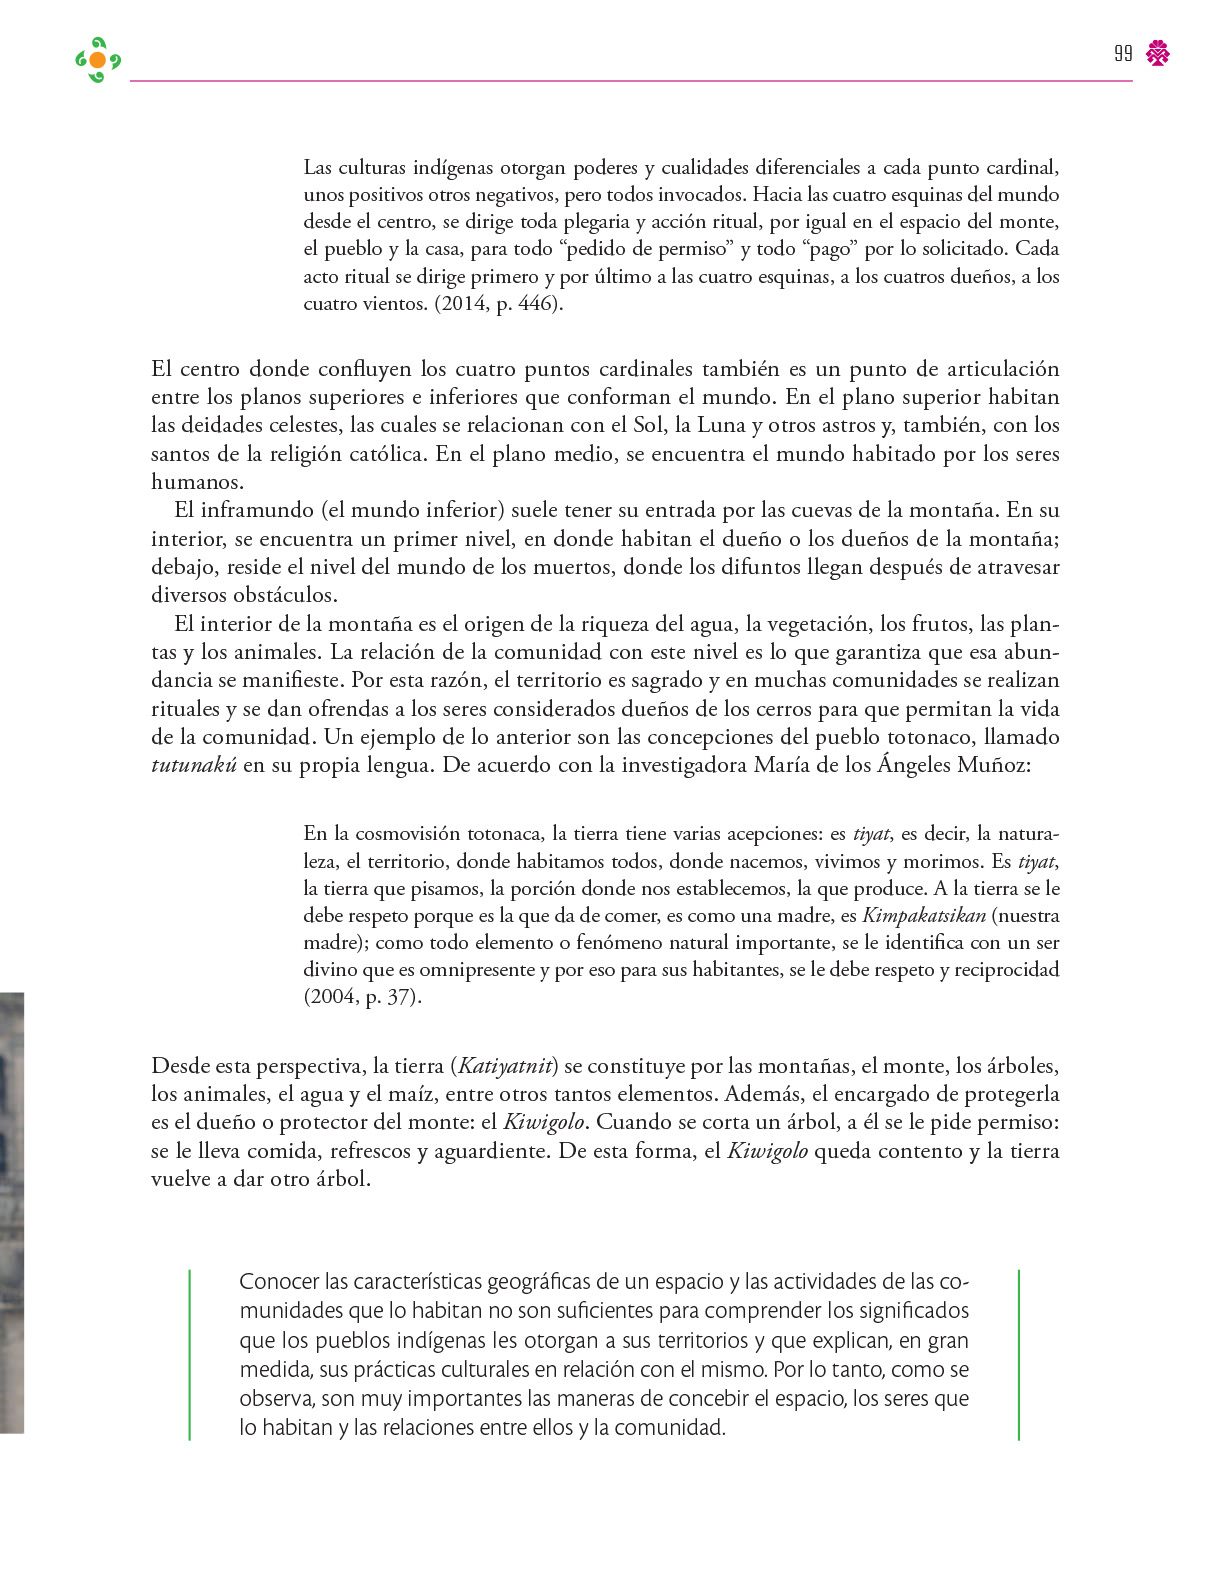 99
Las culturas indígenas otorgan poderes y cualidades diferenciales a cada punto cardinal,
unos positivos otros negativos, pero todos invocados. Hacia las cuatro esquinas del mundo
desde el centro, se dirige toda plegaria y acción ritual, por igual en el espacio del monte,
el pueblo y la casa, para todo “pedido de permiso” y todo “pago” por lo solicitado. Cada
acto ritual se dirige primero y por último a las cuatro esquinas, a los cuatros dueños, a los
cuatro vientos. (2014, p. 446).
El centro donde confluyen los cuatro puntos cardinales también es un punto de articulación
entre los planos superiores e inferiores que conforman el mundo. En el plano superior habitan
las deidades celestes, las cuales se relacionan con el Sol, la Luna y otros astros y, también, con los
santos de la religión católica. En el plano medio, se encuentra el mundo habitado por los seres
humanos.
El inframundo (el mundo inferior) suele tener su entrada por las cuevas de la montaña. En su
interior, se encuentra un primer nivel, en donde habitan el dueño o los dueños de la montaña;
debajo, reside el nivel del mundo de los muertos, donde los difuntos llegan después de atravesar
diversos obstáculos.
El interior de la montaña es el origen de la riqueza del agua, la vegetación, los frutos, las plan-
tas y los animales. La relación de la comunidad con este nivel es lo que garantiza que esa abun-
dancia se manifieste. Por esta razón, el territorio es sagrado y en muchas comunidades se realizan
rituales y se dan ofrendas a los seres considerados dueños de los cerros para que permitan la vida
de la comunidad. Un ejemplo de lo anterior son las concepciones del pueblo totonaco, llamado
tutunakú en su propia lengua. De acuerdo con la investigadora María de los Ángeles Muñoz:
En la cosmovisión totonaca, la tierra tiene varias acepciones: es tiyat, es decir, la natura-
leza, el territorio, donde habitamos todos, donde nacemos, vivimos y morimos. Es tiyat,
la tierra que pisamos, la porción donde nos establecemos, la que produce. A la tierra se le
debe respeto porque es la que da de comer, es como una madre, es Kimpakatsikan (nuestra
madre); como todo elemento o fenómeno natural importante, se le identifica con un ser
divino que es omnipresente y por eso para sus habitantes, se le debe respeto y reciprocidad
(2004, p. 37).
Desde esta perspectiva, la tierra (Katiyatnit) se constituye por las montañas, el monte, los árboles,
los animales, el agua y el maíz, entre otros tantos elementos. Además, el encargado de protegerla
es el dueño o protector del monte: el Kiwigolo. Cuando se corta un árbol, a él se le pide permiso:
se le lleva comida, refrescos y aguardiente. De esta forma, el Kiwigolo queda contento y la tierra
vuelve a dar otro árbol.
Conocer las características geográficas de un espacio y las actividades de las co-
munidades que lo habitan no son suficientes para comprender los significados
que los pueblos indígenas les otorgan a sus territorios y que explican, en gran
medida, sus prácticas culturales en relación con el mismo. Por lo tanto, como se
observa, son muy importantes las maneras de concebir el espacio, los seres que
lo habitan y las relaciones entre ellos y la comunidad.